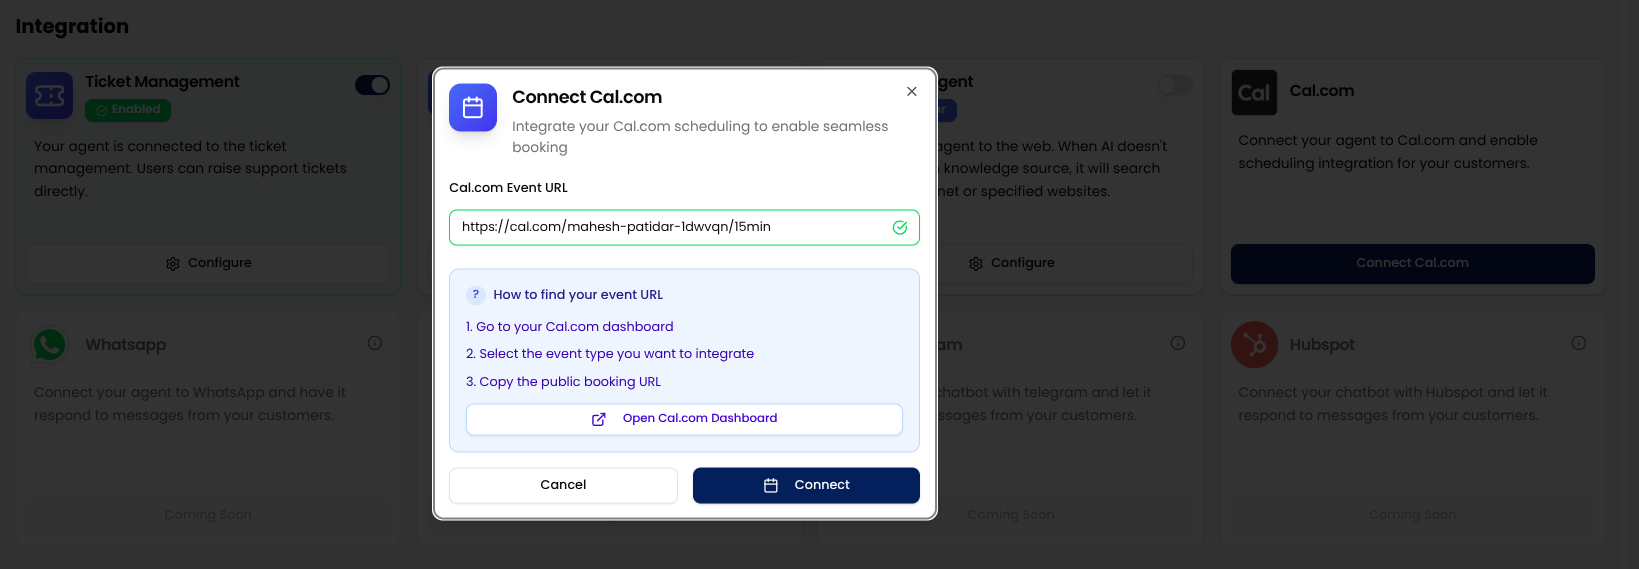 Integration
Ticket Management
Enabled
Your agent is connected to the ticket
management. Users can raise support tickets
directly.
Configure
Connect Cal.com
Integrate your Cal.com scheduling to enable seamless
booking
Cal.com Event URL
https://cal.com/mahesh-patidar-1dwvqn/15min
? How to find your event URL
1. Go to your Cal.com dashboard
2. Select the event type you want to integrate
3. Copy the public booking URL
Open Cal.com Dashboard
Cancel
Connect
gent
ar
agent to the web. When AI doesn't
knowledge source, it will search
net or specified websites.
Configure
Cal
Cal.com
Connect your agent to Cal.com and enable
scheduling integration for your customers.
Connect Cal.com
Whatsapp
Connect your agent to WhatsApp and have it
respond to messages from your customers.
Coming Soon
am
chatbot with telegram and let it
ssages from your customers.
Coming Soon
Hubspot
Connect your chatbot with Hubspot and let it
respond to messages from your customers.
Coming Soon